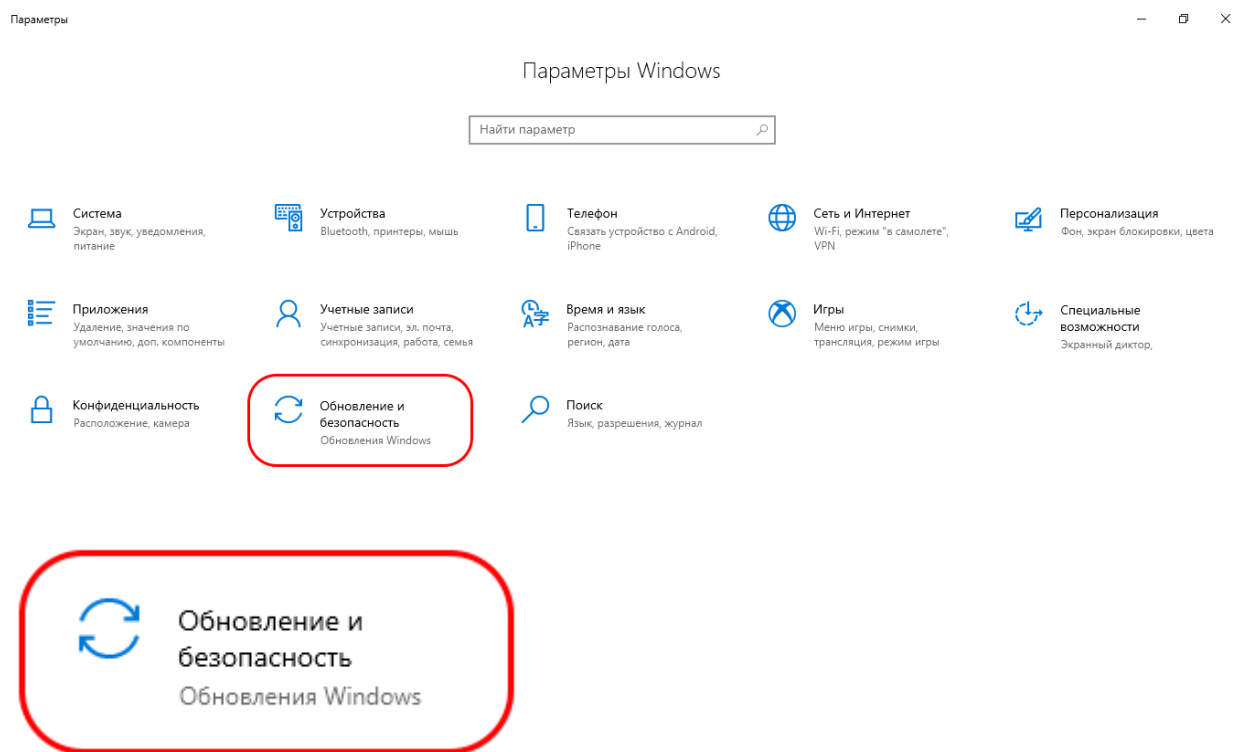 Параметры
Параметры Windows
Найти параметр
Система
Экран, звук, уведомления,
питание
Устройства
Bluetooth, принтеры, мышь
Телефон
Связать устройство с Android,
iPhone
Сеть и Интернет
Wi-Fi, режим "в самолете",
VPN
Персонализация
Фон, экран блокировки, цвета
Приложения
Удаление, значения по
умолчанию, доп. компоненты
Учетные записи
Учетные записи, эл. почта,
синхронизация, работа, семья
Время и язык
Распознавание голоса,
регион, дата
Игры
Меню игры, снимки,
трансляция, режим игры
Специальные
возможности
Экранный диктор,
Конфиденциальность
Расположение, камера
Обновление и
безопасность
Обновления Windows
Поиск
Язык, разрешения, журнал
Обновление и
безопасность
Обновления Windows